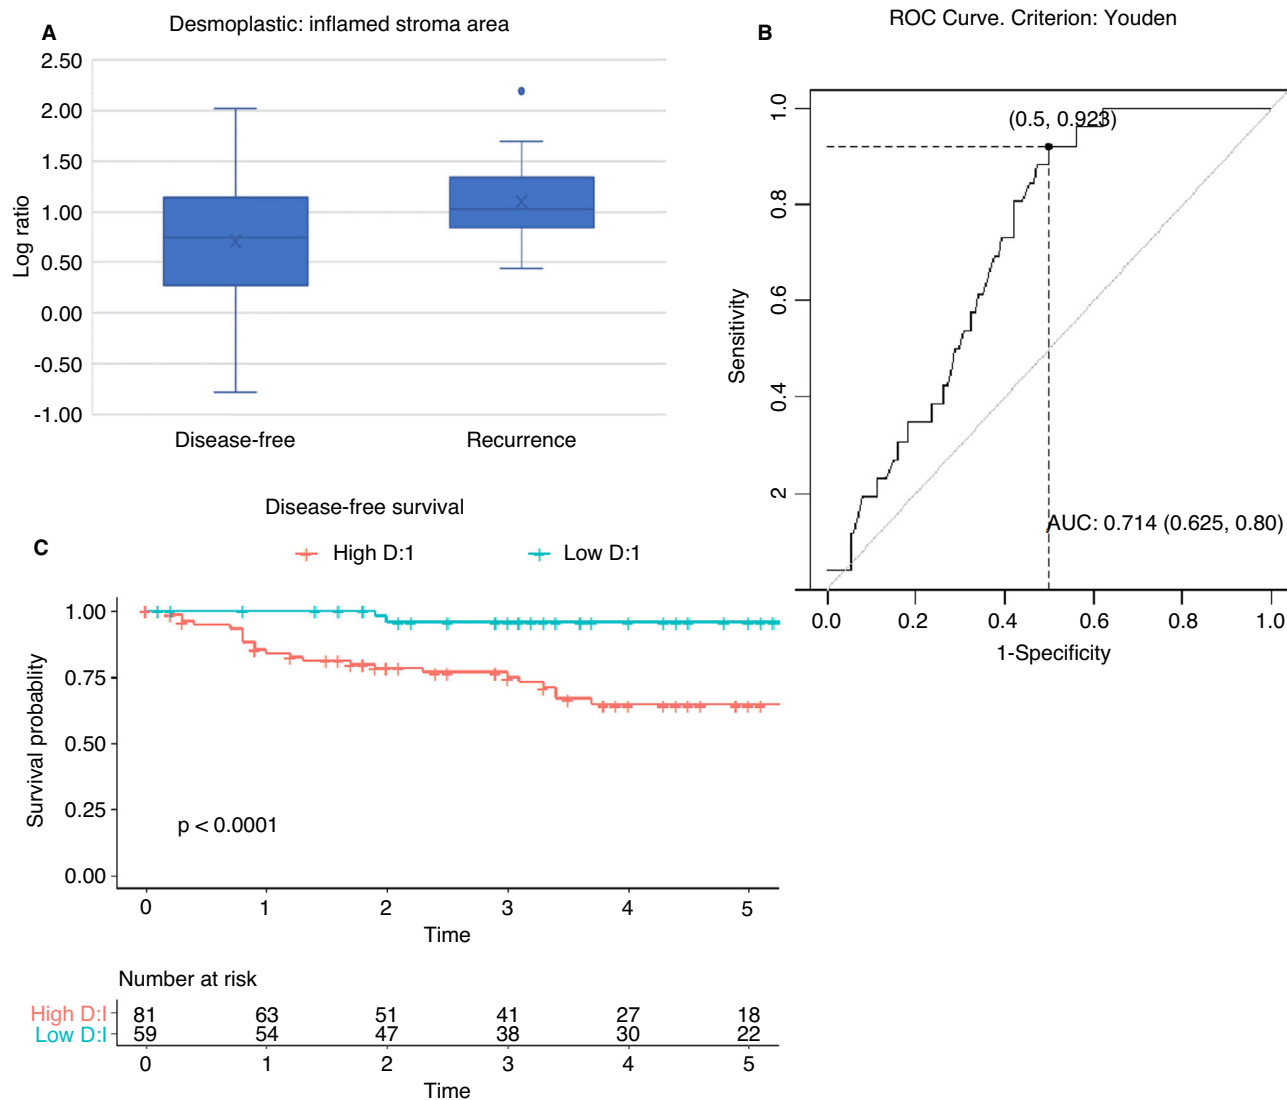 A
Desmoplastic: inflamed stroma area
2.50
2.00
1.50
1.00
0.50
0.00
-0.50
-1.00
Log ratio
Disease-free
Recurrence
B
ROC Curve. Criterion: Youden
(0.5, 0.923)
1.0
0.8
0.6
0.4
2
Sensitivity
AUC: 0.714 (0.625, 0.80)
0.0
0.2
0.4
0.6
0.8
1.0
1-Specificity
C
Disease-free survival
High D:1
Low D:1
1.00
0.75
0.50
0.25
0.00
Survival probablity
p < 0.0001
0 1 2 3 4 5
Time
Number at risk
High D:I 81 63 51 41 27 18
Low D:I 59 54 47 38 30 22
0 1 2 3 4 5
Time